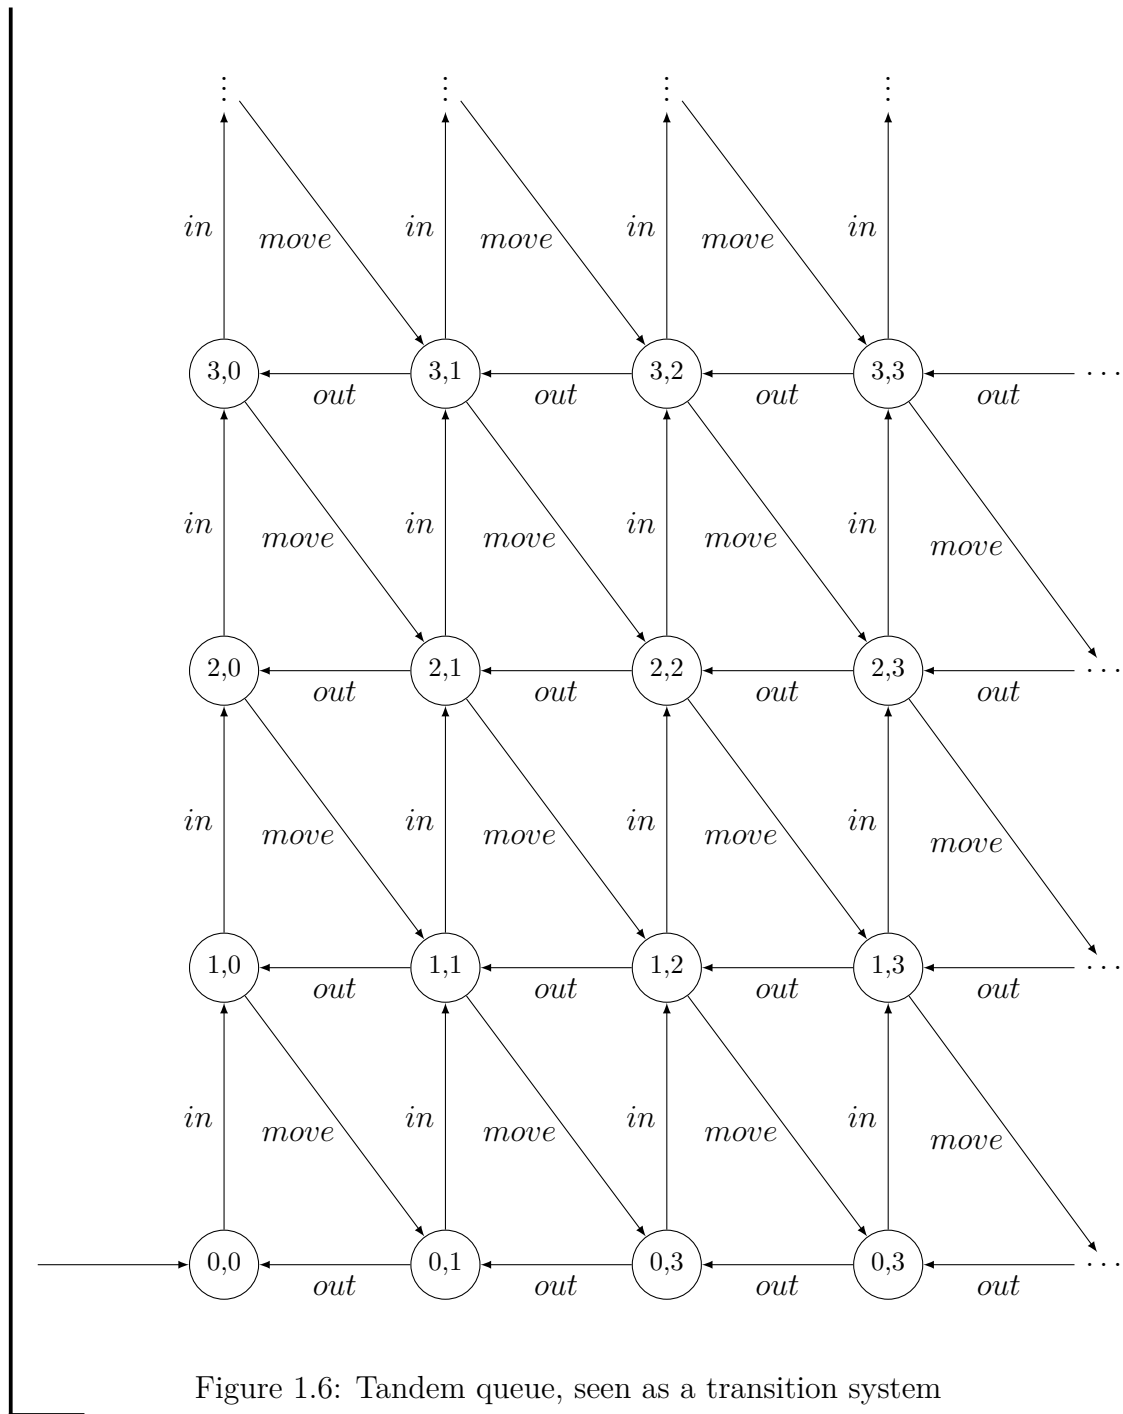 ⋮ ⋮ ⋮ ⋮
in move in move in move in
3,0 3,1 3,2 3,3 ...
out out out out
in move in move in move in move
2,0 2,1 2,2 2,3 ...
out out out out
in move in move in move in move
1,0 1,1 1,2 1,3 ...
out out out out
in move in move in move in move
0,0 0,1 0,3 0,3 ...
out out out out
Figure 1.6: Tandem queue, seen as a transition system